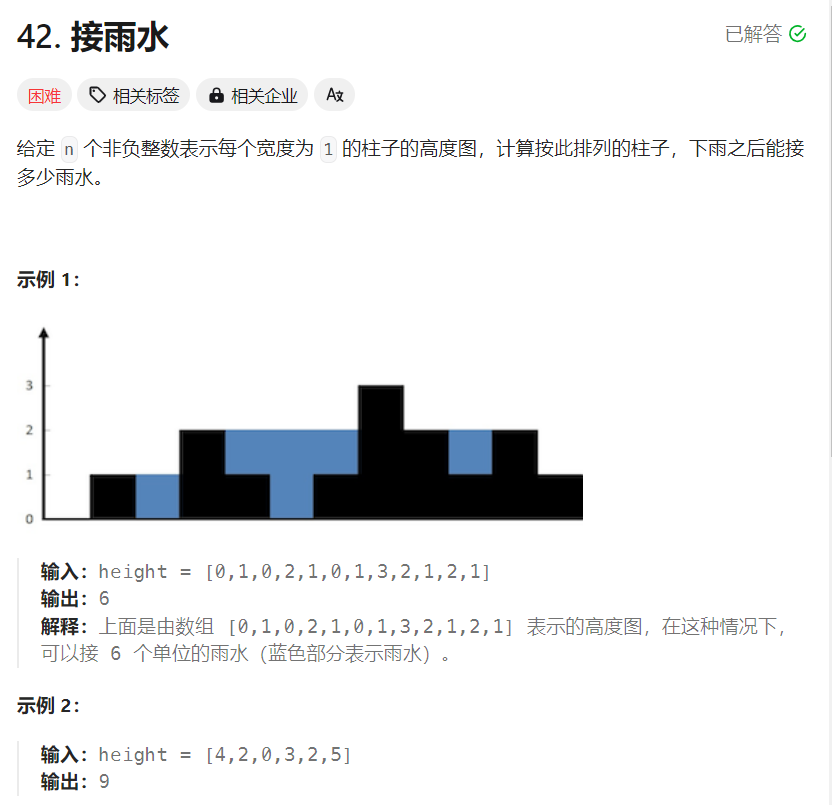 42. 接雨水
已解答
困难 相关标签 相关企业 Aх
给定 n 个非负整数表示每个宽度为 1 的柱子的高度图，计算按此排列的柱子，下雨之后能接
多少雨水。
示例 1：
3
2
1
0
输入：height = [0,1,0,2,1,0,1,3,2,1,2,1]
输出：6
解释：上面是由数组 [0,1,0,2,1,0,1,3,2,1,2,1] 表示的高度图，在这种情况下，
可以接 6 个单位的雨水（蓝色部分表示雨水）。
示例 2：
输入：height = [4,2,0,3,2,5]
输出：9